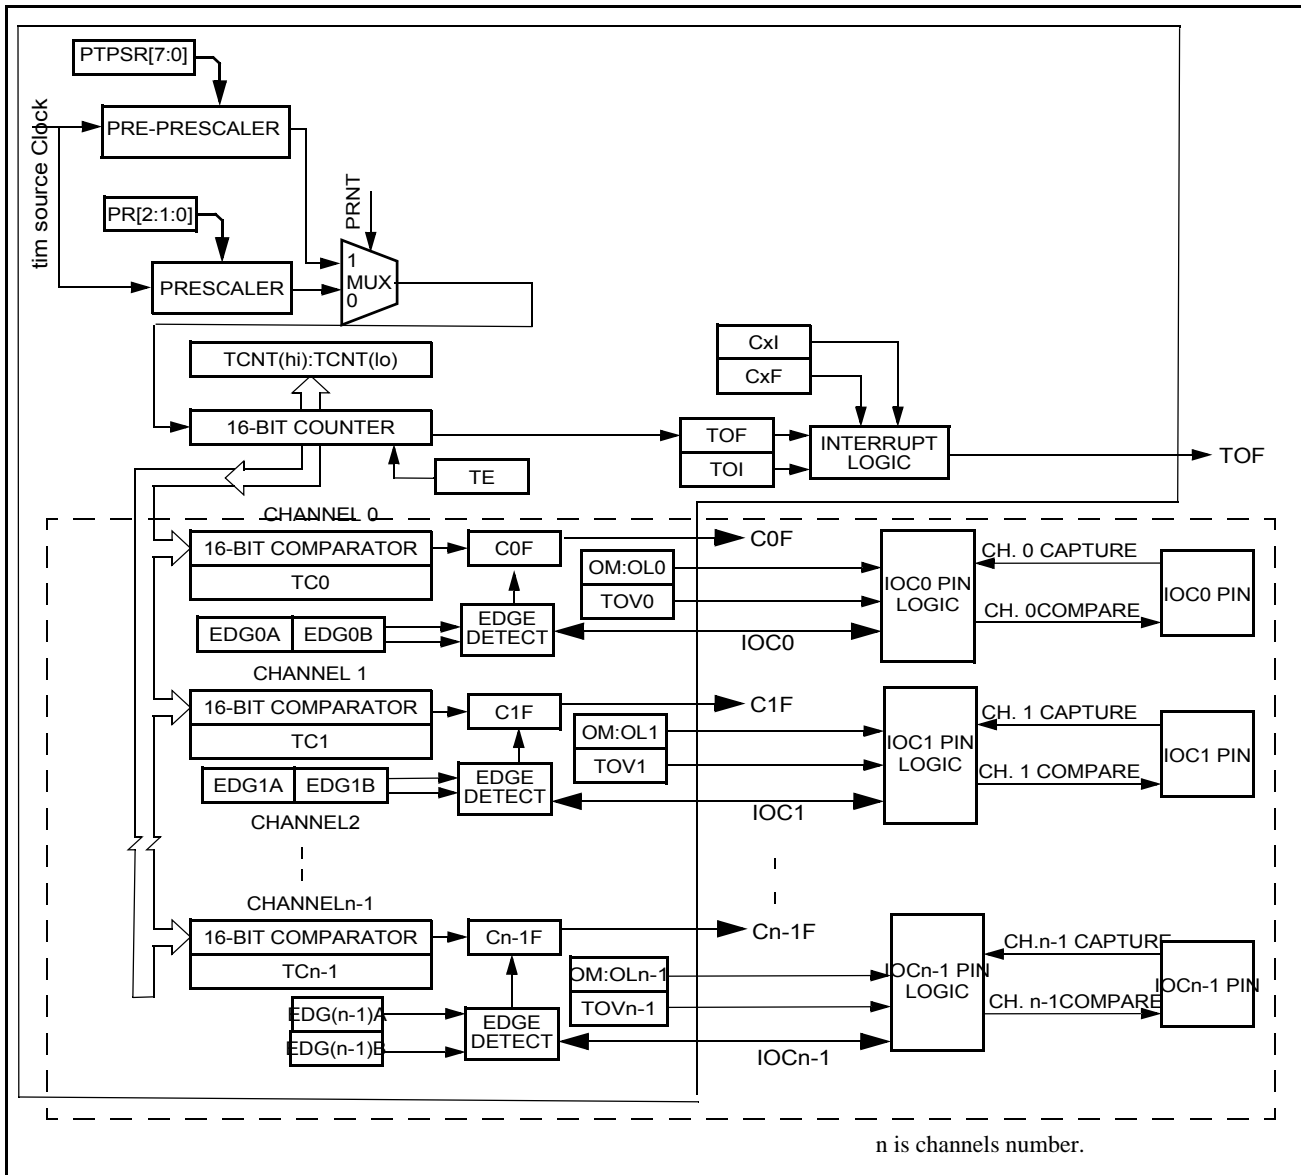 PTPSR[7:0]
tim source Clock
PRE-PRESCALER
PR[2:1:0]
PRNT
PRESCALER
1
MUX
0
TCNT(hi):TCNT(lo)
CxI
CxF
16-BIT COUNTER
TE
TOF
TOI
INTERRUPT
LOGIC
TOF
CHANNEL 0
16-BIT COMPARATOR
TC0
C0F
C0F
EDG0A
EDG0B
EDGE
DETECT
OM:OL0
TOV0
IOC0
IOC0 PIN
LOGIC
CH. 0 CAPTURE
CH. 0COMPARE
IOC0 PIN
CHANNEL 1
16-BIT COMPARATOR
TC1
C1F
C1F
EDG1A
EDG1B
EDGE
DETECT
OM:OL1
TOV1
IOC1
IOC1 PIN
LOGIC
CH. 1 CAPTURE
CH. 1 COMPARE
IOC1 PIN
CHANNEL2
CHANNELn-1
16-BIT COMPARATOR
TCn-1
Cn-1F
Cn-1F
EDG(n-1)A
EDG(n-1)B
EDGE
DETECT
OM:OLn-1
TOVn-1
IOCn-1
IOCn-1 PIN
LOGIC
CH.n-1 CAPTURE
CH. n-1COMPARE
IOCn-1 PIN
n is channels number.